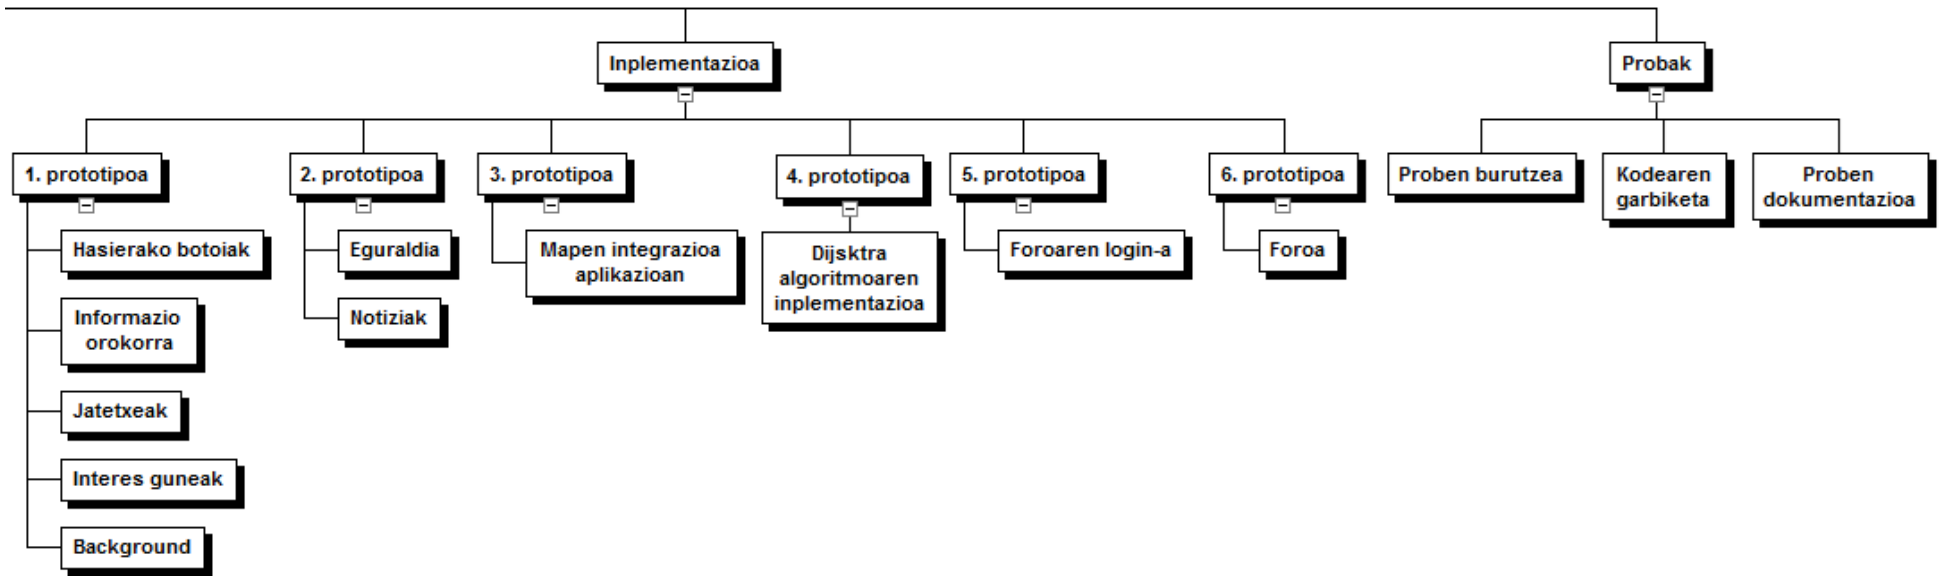 Inplementazioa
Probak
1. prototipoa
2. prototipoa
3. prototipoa
4. prototipoa
5. prototipoa
6. prototipoa
Proben burutzea
Kodearen
garbiketa
Proben
dokumentazioa
Hasierako botoiak
Informazio
orokorra
Jatetxeak
Interes guneak
Background
Eguraldia
Notiziak
Mapen integrazioa
aplikazioan
Dijsktra
algoritmoaren
inplementazioa
Foroaren login-a
Foroa